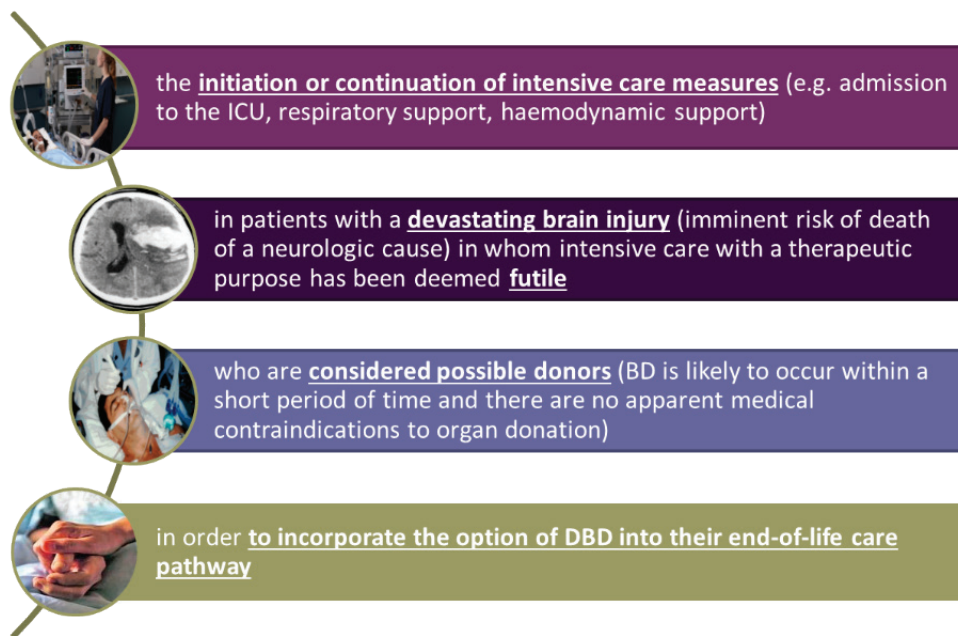 the initiation or continuation of intensive care measures (e.g. admission
to the ICU, respiratory support, haemodynamic support)
in patients with a devastating brain injury (imminent risk of death
of a neurologic cause) in whom intensive care with a therapeutic
purpose has been deemed futile
who are considered possible donors (BD is likely to occur within a
short period of time and there are no apparent medical
contraindications to organ donation)
in order to incorporate the option of DBD into their end-of-life care
pathway